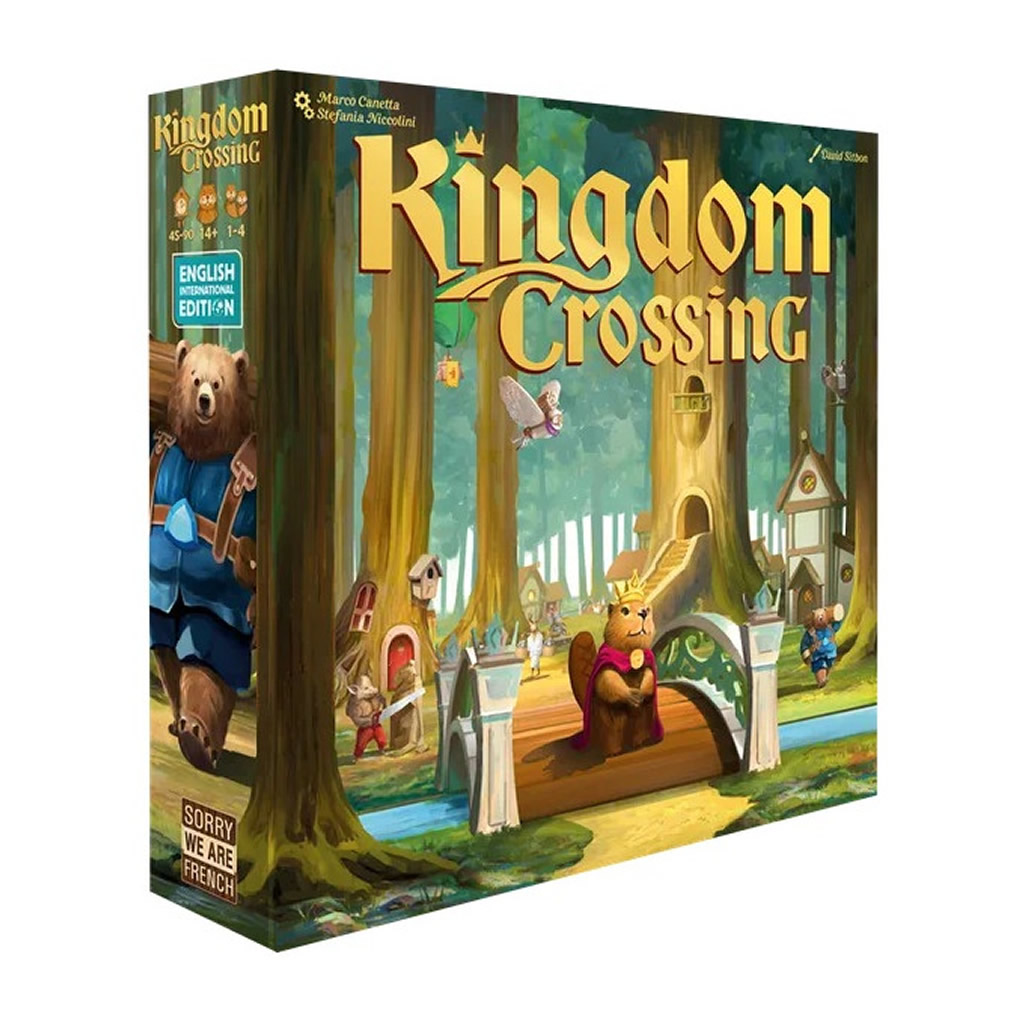 Kingdom
Crossing
45-90 14+ 1-4
ENGLISH
INTERNATIONAL
EDITION
SORRY
WE ARE
FRENCH
Marco Canetta
Stefania Niccolini
David Sitbon
Kingdom
Crossing